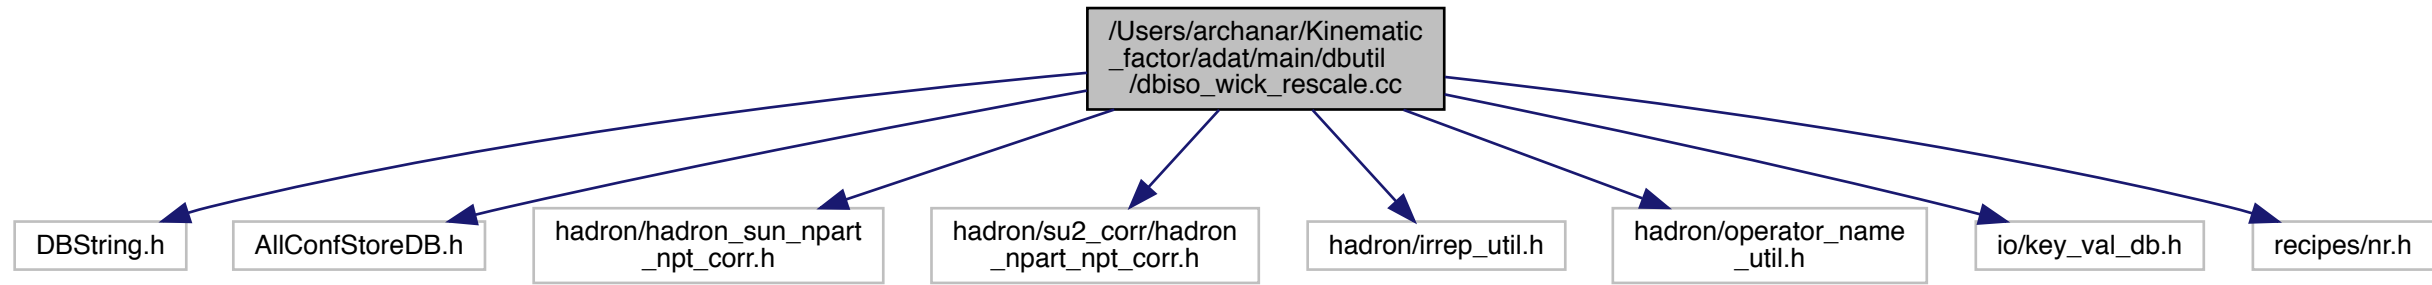 /Users/archanar/Kinematic
_factor/adat/main/dbutil
/dbiso_wick_rescale.cc
DBString.h
AllConfStoreDB.h
hadron/hadron_sun_npart
_npt_corr.h
hadron/su2_corr/hadron
_npart_npt_corr.h
hadron/irrep_util.h
hadron/operator_name
_util.h
io/key_val_db.h
recipes/nr.h